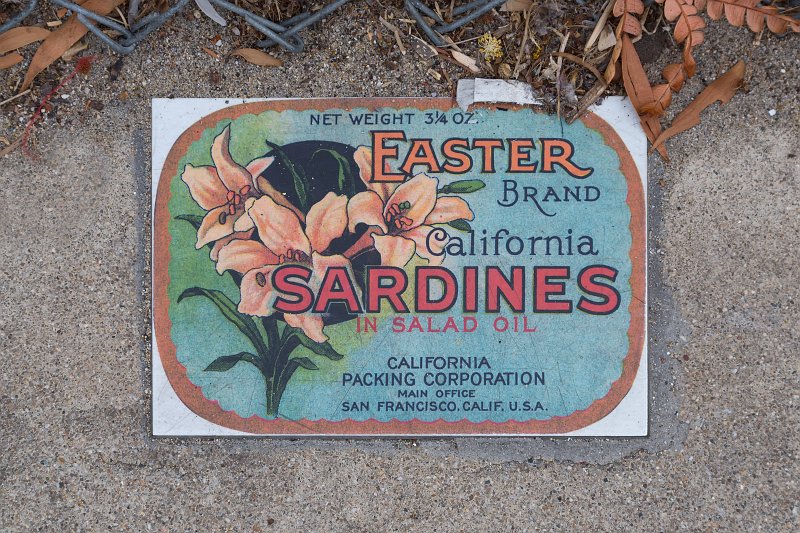 NET WEIGHT 3¼ OZ.
EASTER
BRAND
California
SARDINES
IN SALAD OIL
CALIFORNIA
PACKING CORPORATION
MAIN OFFICE
SAN FRANCISCO, CALIF. U.S.A.